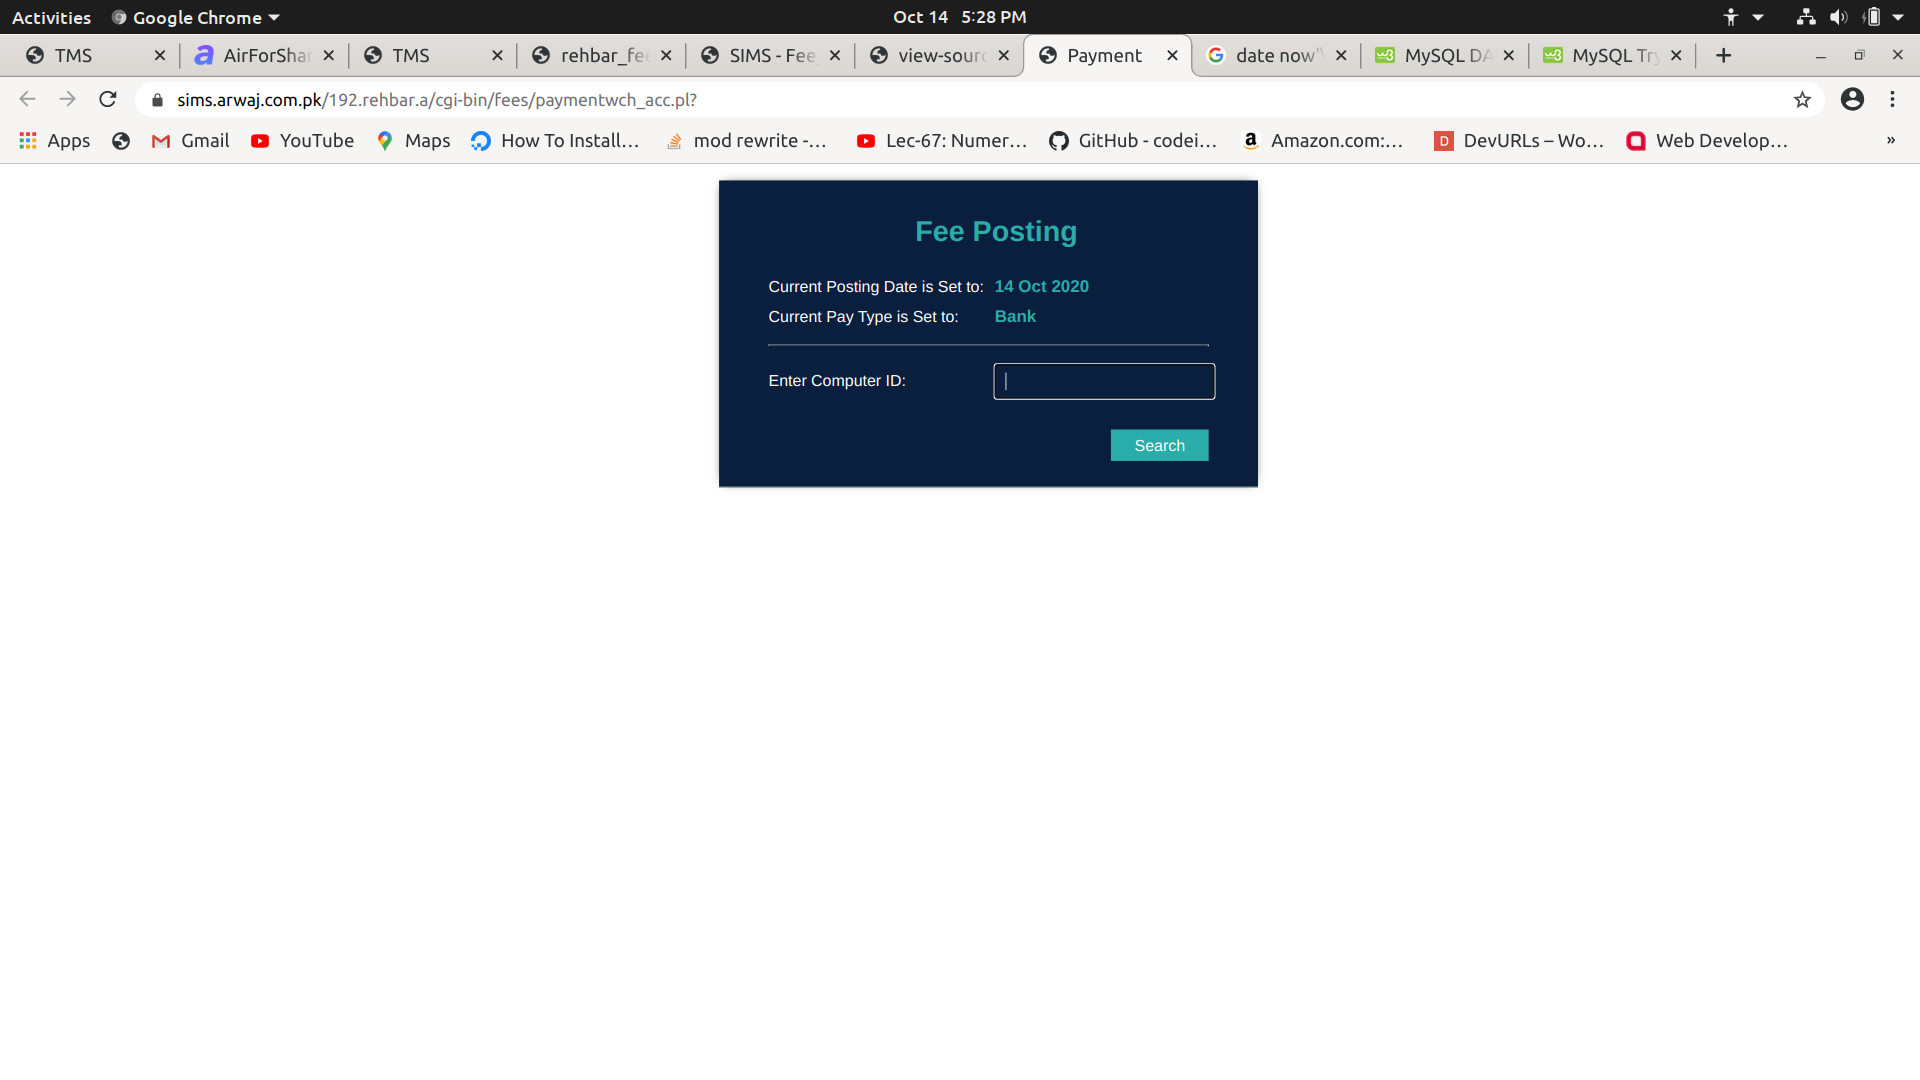 Activities Google Chrome Oct 14 5:28 PM
TMS AirForShar TMS rehbar_fee SIMS - Fee view-sourc Payment date now MySQL DA MySQL Try
sims.arwaj.com.pk/192.rehbar.a/cgi-bin/fees/paymentwch_acc.pl?
Apps Gmail YouTube Maps How To Install... mod rewrite -... Lec-67: Numer... GitHub - codei... Amazon.com:... DevURLs – Wo... Web Develop... »
Fee Posting
Current Posting Date is Set to: 14 Oct 2020
Current Pay Type is Set to: Bank
Enter Computer ID:
Search